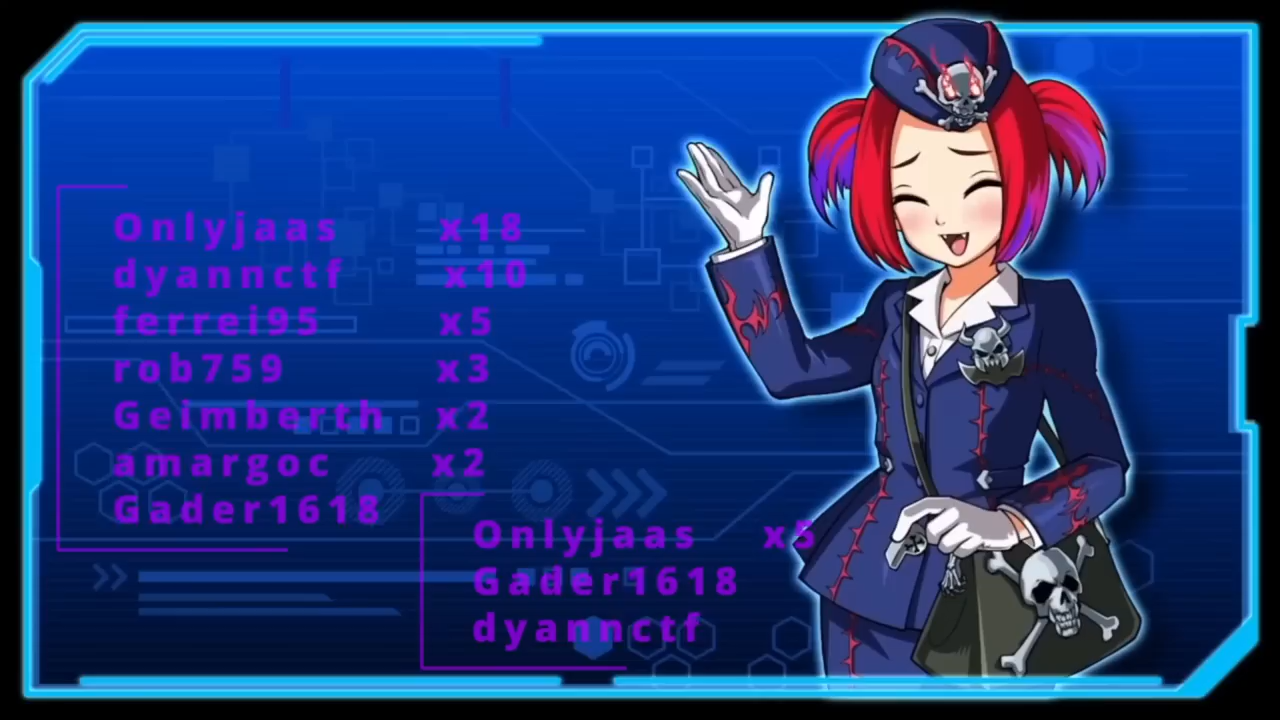 Onlyjaas x18
dyannctf x10
ferrei95 x5
rob759 x3
Geimberth x2
amargoc x2
Gader1618
Onlyjaas x5
Gader1618
dyannctf